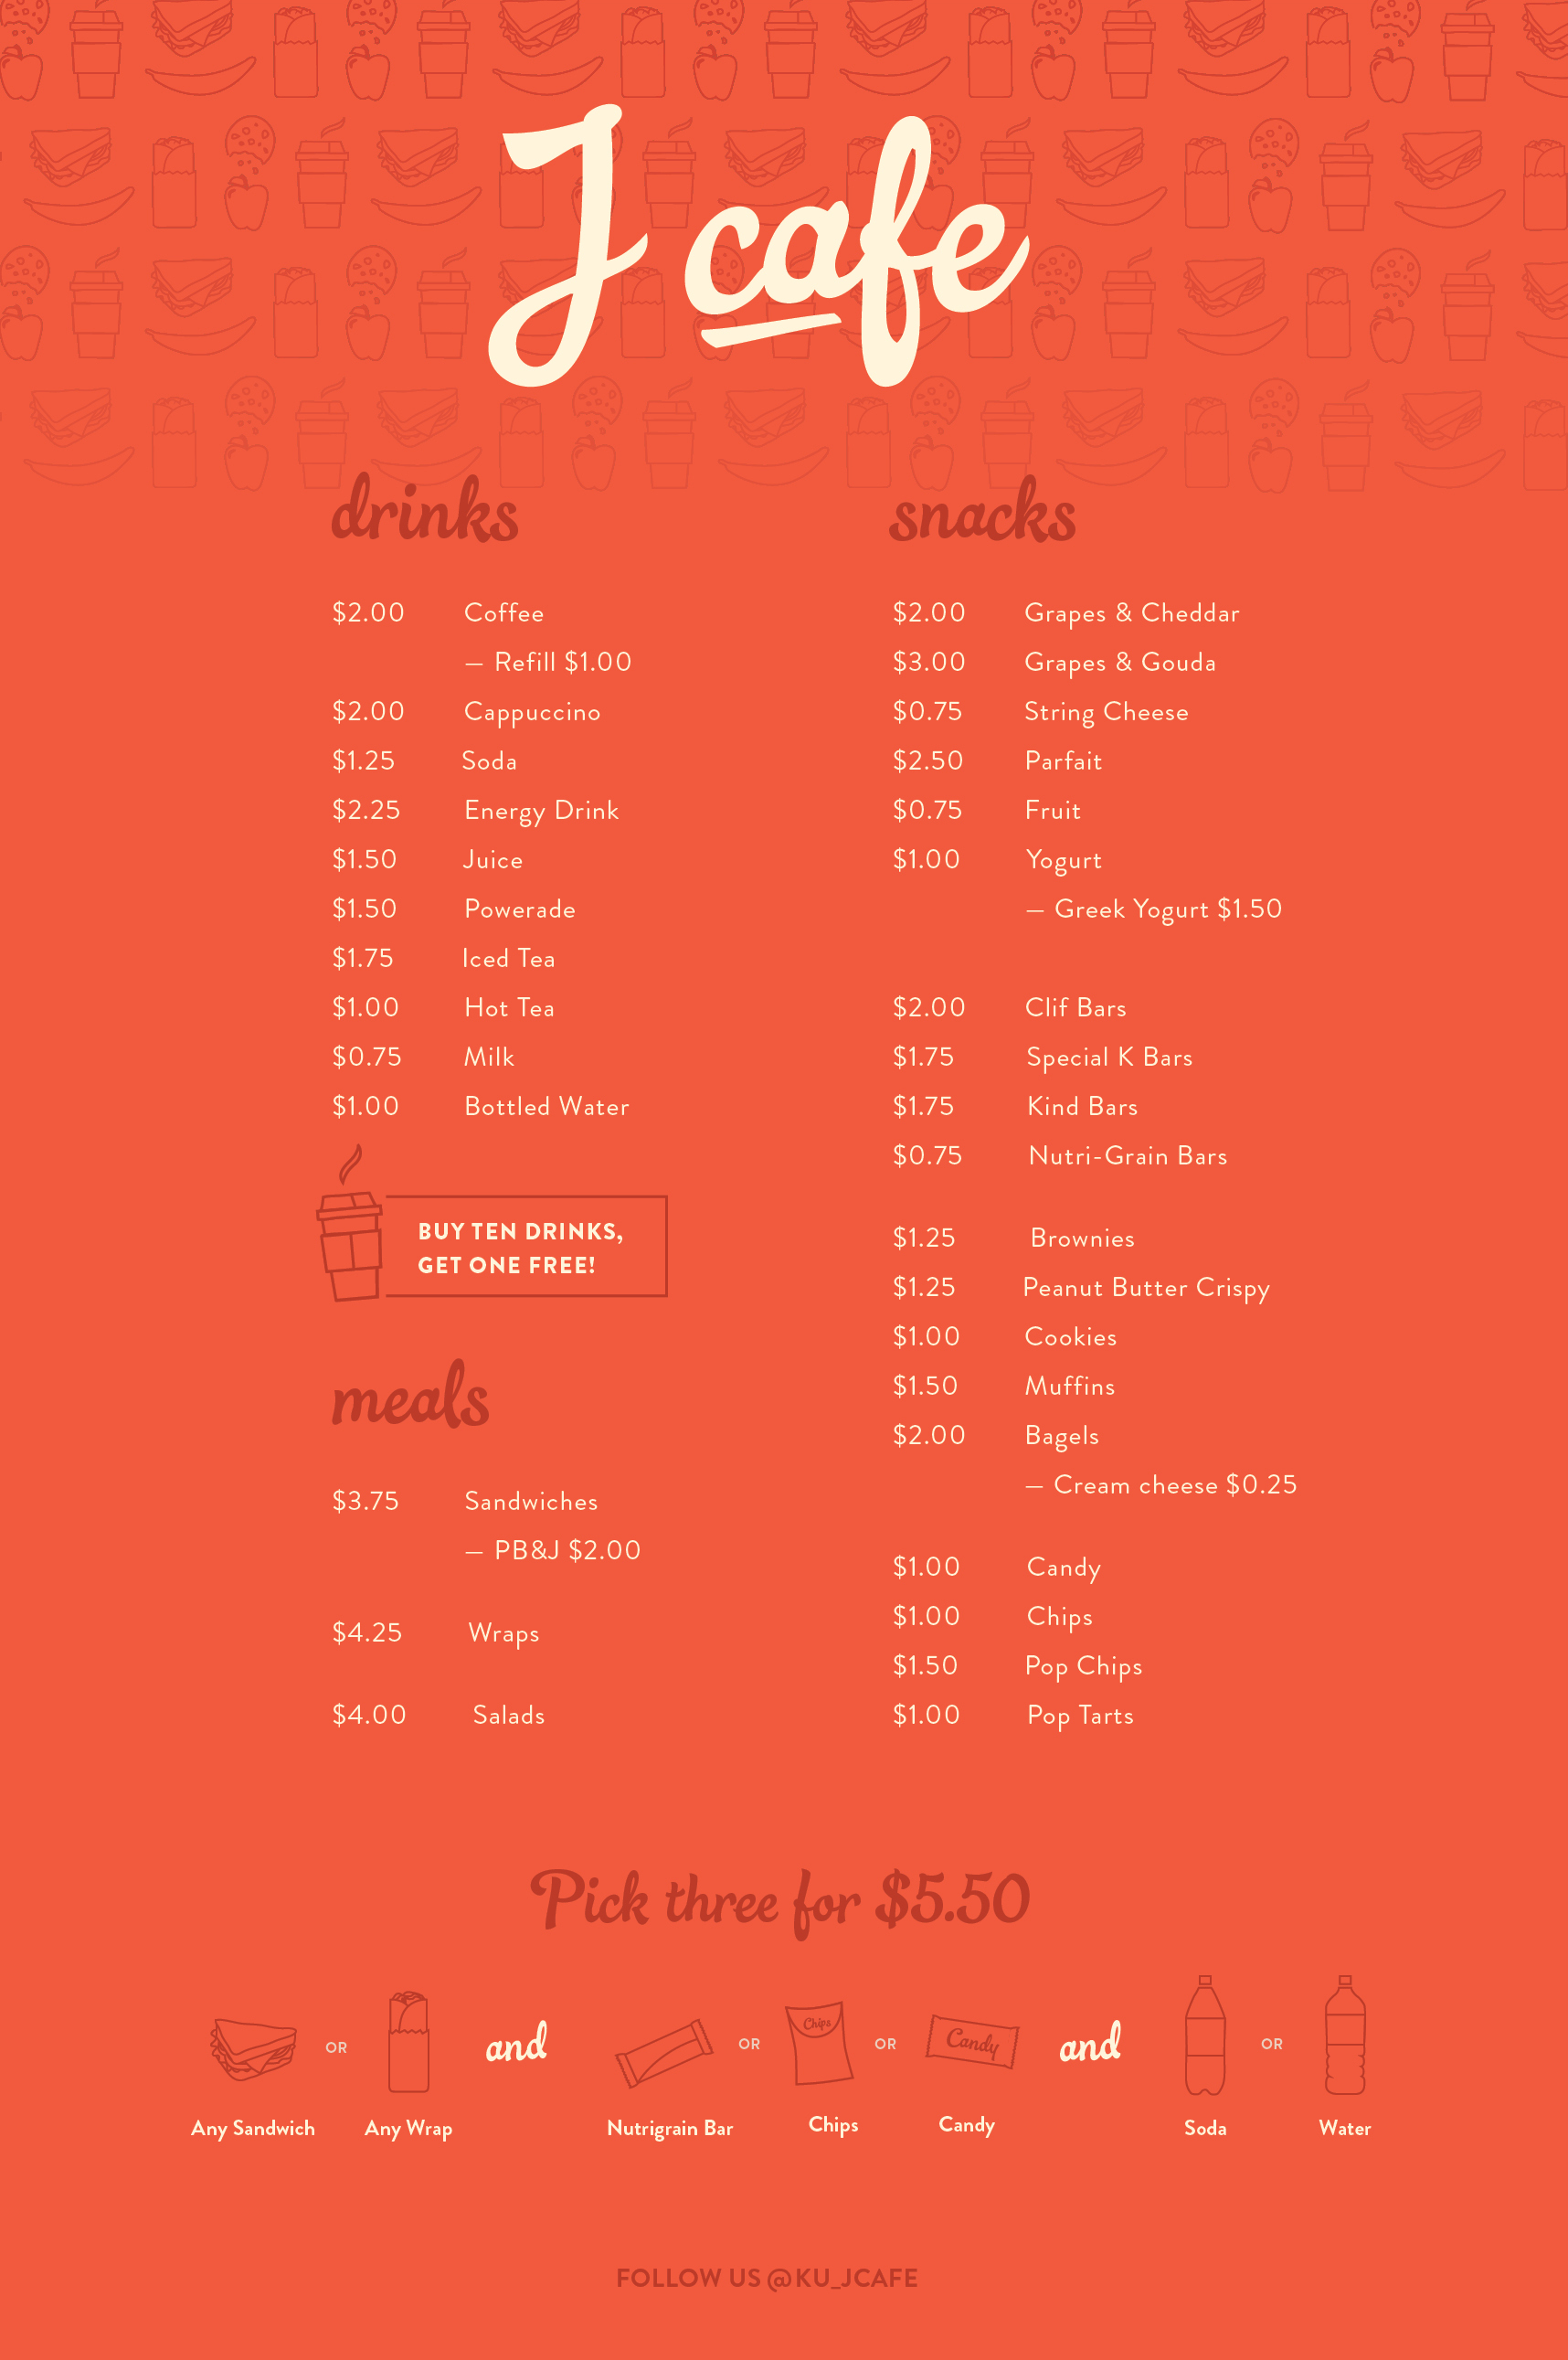 J cafe
drinks
$2.00 Coffee
— Refill $1.00
$2.00 Cappuccino
$1.25 Soda
$2.25 Energy Drink
$1.50 Juice
$1.50 Powerade
$1.75 Iced Tea
$1.00 Hot Tea
$0.75 Milk
$1.00 Bottled Water
BUY TEN DRINKS,
GET ONE FREE!
meals
$3.75 Sandwiches
— PB&J $2.00
$4.25 Wraps
$4.00 Salads
snacks
$2.00 Grapes & Cheddar
$3.00 Grapes & Gouda
$0.75 String Cheese
$2.50 Parfait
$0.75 Fruit
$1.00 Yogurt
— Greek Yogurt $1.50
$2.00 Clif Bars
$1.75 Special K Bars
$1.75 Kind Bars
$0.75 Nutri-Grain Bars
$1.25 Brownies
$1.25 Peanut Butter Crispy
$1.00 Cookies
$1.50 Muffins
$2.00 Bagels
— Cream cheese $0.25
$1.00 Candy
$1.00 Chips
$1.50 Pop Chips
$1.00 Pop Tarts
Pick three for $5.50
OR and OR Chips OR Candy and OR
Any Sandwich Any Wrap Nutrigrain Bar Chips Candy Soda Water
FOLLOW US @KU_JCAFE